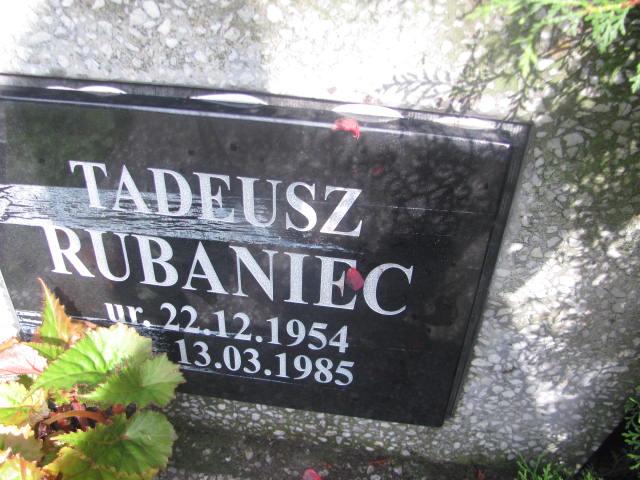 TADEUSZ
RUBANIEC
ur. 22.12.1954
13.03.1985